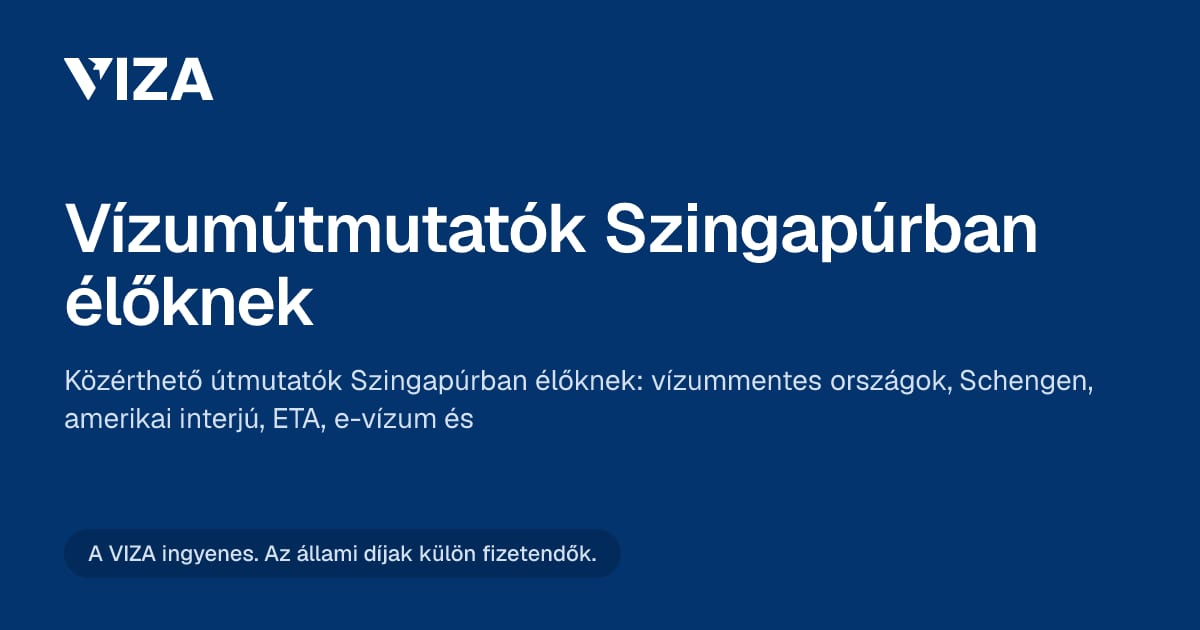 VIZA
Vízumútmutatók Szingapúrban
élőknek
Közérthető útmutatók Szingapúrban élőknek: vízummentes országok, Schengen,
amerikai interjú, ETA, e-vízum és
A VIZA ingyenes. Az állami díjak külön fizetendők.